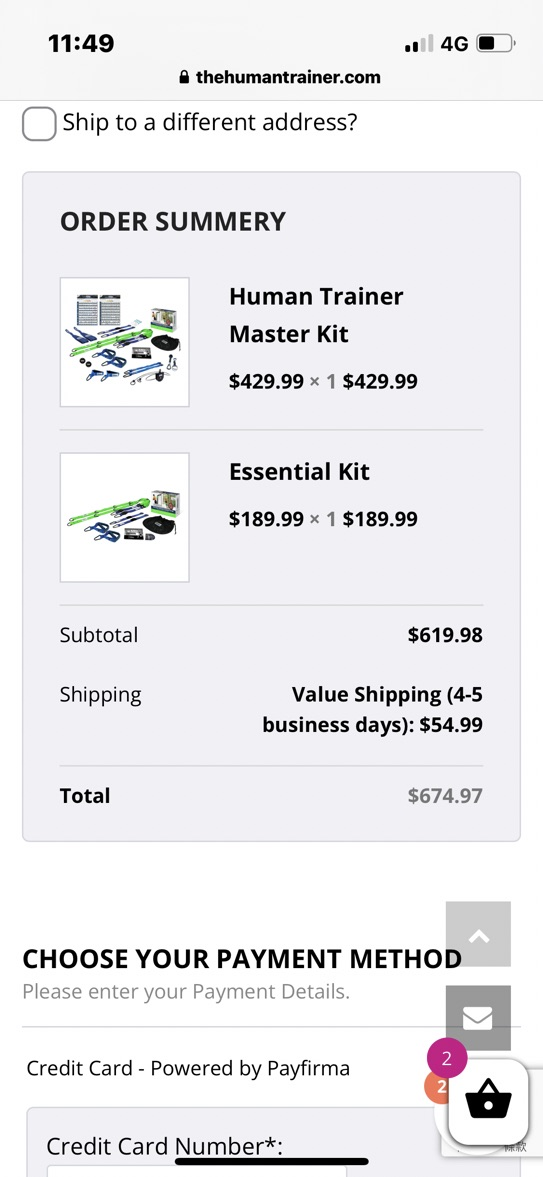 11:49
4G
thehumantrainer.com
Ship to a different address?
ORDER SUMMERY
Human Trainer
Master Kit
$429.99 × 1 $429.99
Essential Kit
$189.99 × 1 $189.99
Subtotal $619.98
Shipping Value Shipping (4-5
business days): $54.99
Total $674.97
CHOOSE YOUR PAYMENT METHOD
Please enter your Payment Details.
Credit Card - Powered by Payfirma
2
2
Credit Card Number*:
條款